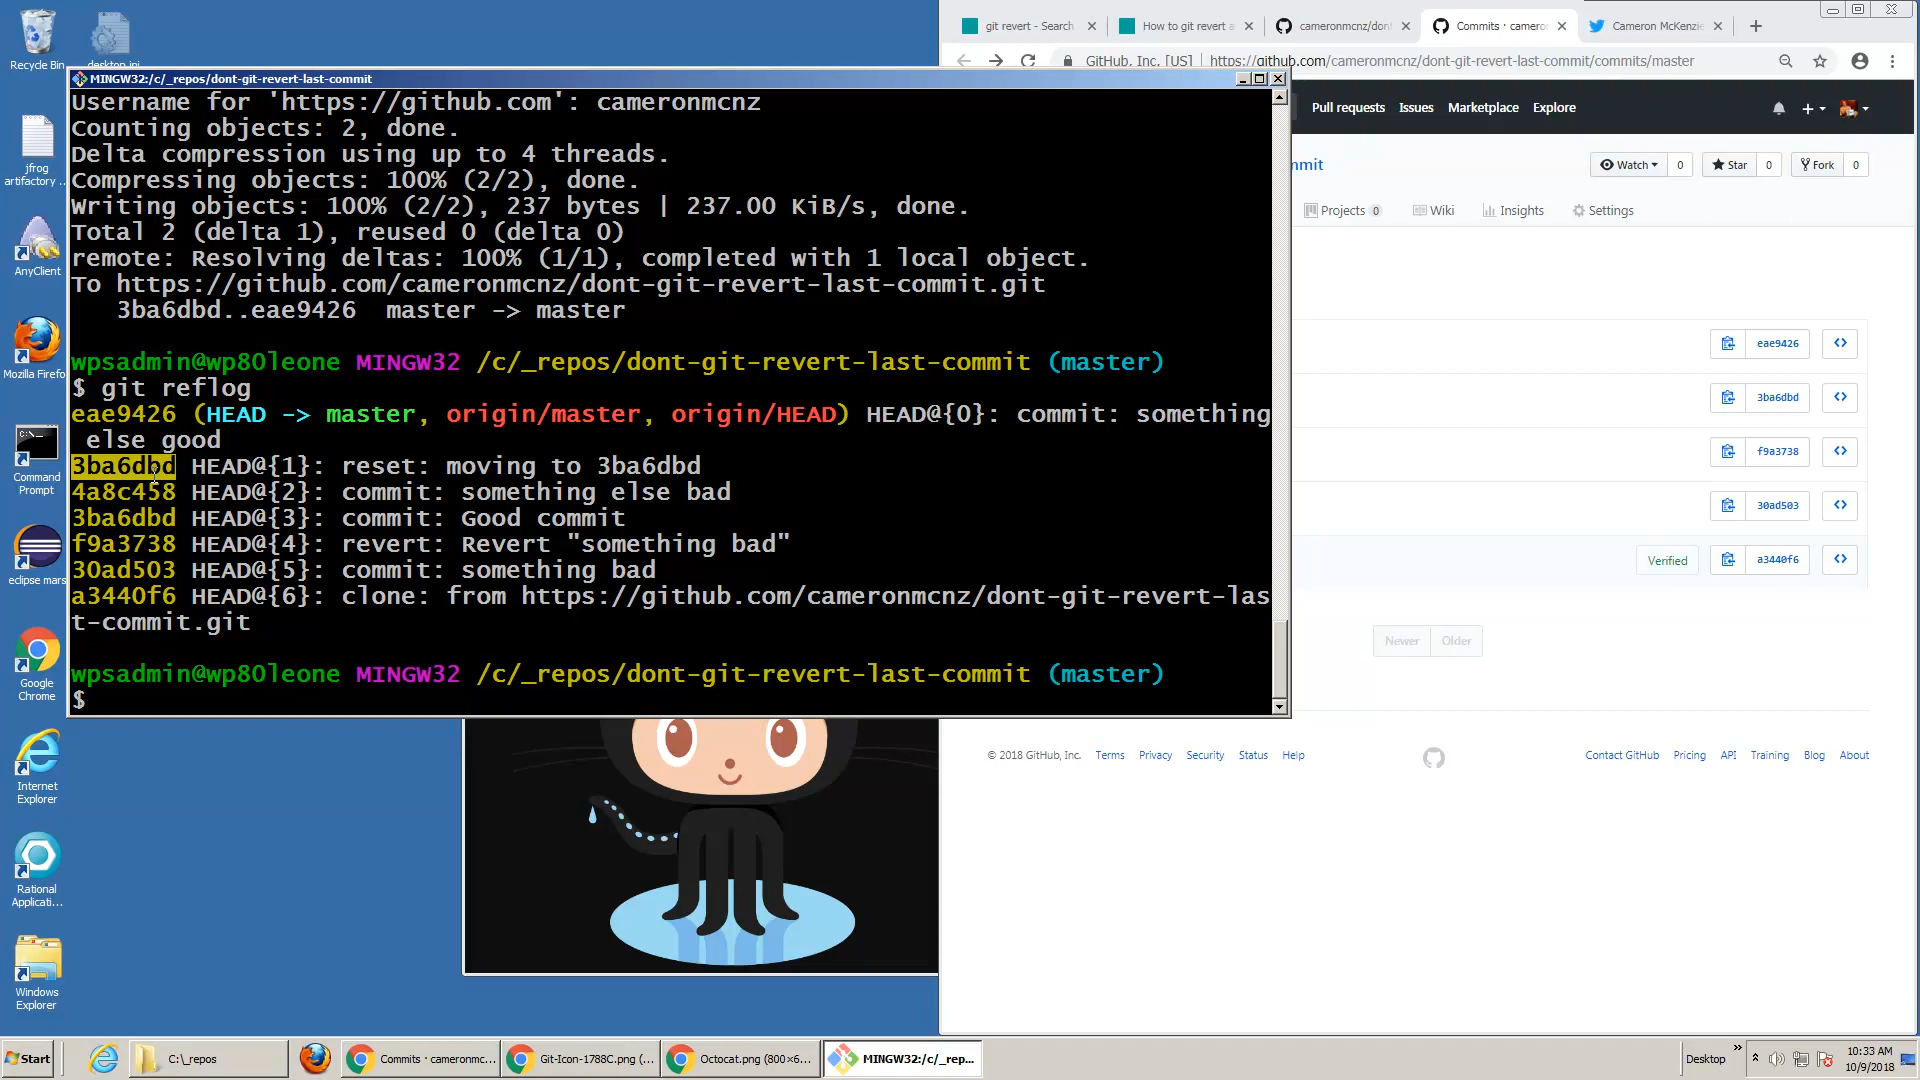 Recycle Bin
desktop.ini
jfrog
artifactory ...
AnyClient
Mozilla Firefo
Command
Prompt
eclipse mars
Google
Chrome
Internet
Explorer
Rational
Applicati...
Windows
Explorer
git revert - Search
How to git revert a
cameronmcnz/don
Commits · camero
Cameron McKenzie
GitHub, Inc. [US]
https://github.com/cameronmcnz/dont-git-revert-last-commit/commits/master
MINGW32:/c/_repos/dont-git-revert-last-commit
Username for 'https://github.com': cameronmcnz
Counting objects: 2, done.
Delta compression using up to 4 threads.
Compressing objects: 100% (2/2), done.
Writing objects: 100% (2/2), 237 bytes | 237.00 KiB/s, done.
Total 2 (delta 1), reused 0 (delta 0)
remote: Resolving deltas: 100% (1/1), completed with 1 local object.
To https://github.com/cameronmcnz/dont-git-revert-last-commit.git
3ba6dbd..eae9426  master -> master
wpsadmin@wp80leone MINGW32 /c/_repos/dont-git-revert-last-commit (master)
$ git reflog
eae9426 (HEAD -> master, origin/master, origin/HEAD) HEAD@{0}: commit: something
else good
3ba6dbd HEAD@{1}: reset: moving to 3ba6dbd
4a8c458 HEAD@{2}: commit: something else bad
3ba6dbd HEAD@{3}: commit: Good commit
f9a3738 HEAD@{4}: revert: Revert "something bad"
30ad503 HEAD@{5}: commit: something bad
a3440f6 HEAD@{6}: clone: from https://github.com/cameronmcnz/dont-git-revert-las
t-commit.git
wpsadmin@wp80leone MINGW32 /c/_repos/dont-git-revert-last-commit (master)
$
Pull requests Issues Marketplace Explore
mmit
Watch 0 Star 0 Fork 0
Projects 0 Wiki Insights Settings
eae9426
3ba6dbd
f9a3738
30ad503
Verified a3440f6
Newer Older
© 2018 GitHub, Inc. Terms Privacy Security Status Help
Contact GitHub Pricing API Training Blog About
Start
C:\_repos
Commits · cameronmc...
Git-Icon-1788C.png (...
Octocat.png (800×6...
MINGW32:/c/_rep...
Desktop
10:33 AM
10/9/2018